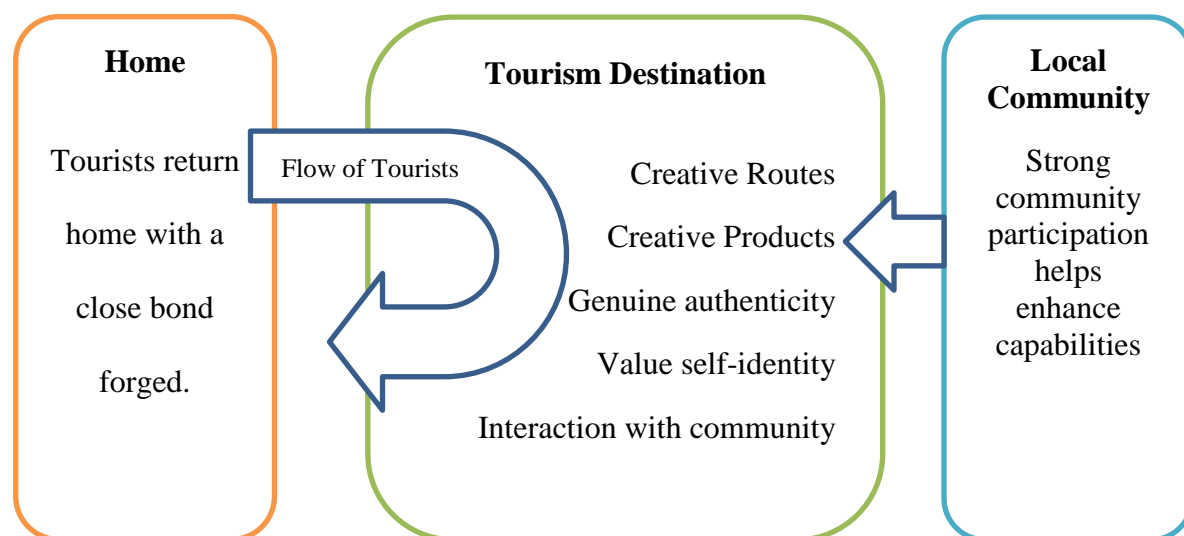 Home
Tourists return
home with a
close bond
forged.
Flow of Tourists
Tourism Destination
Creative Routes
Creative Products
Genuine authenticity
Value self-identity
Interaction with community
Local
Community
Strong
community
participation
helps
enhance
capabilities